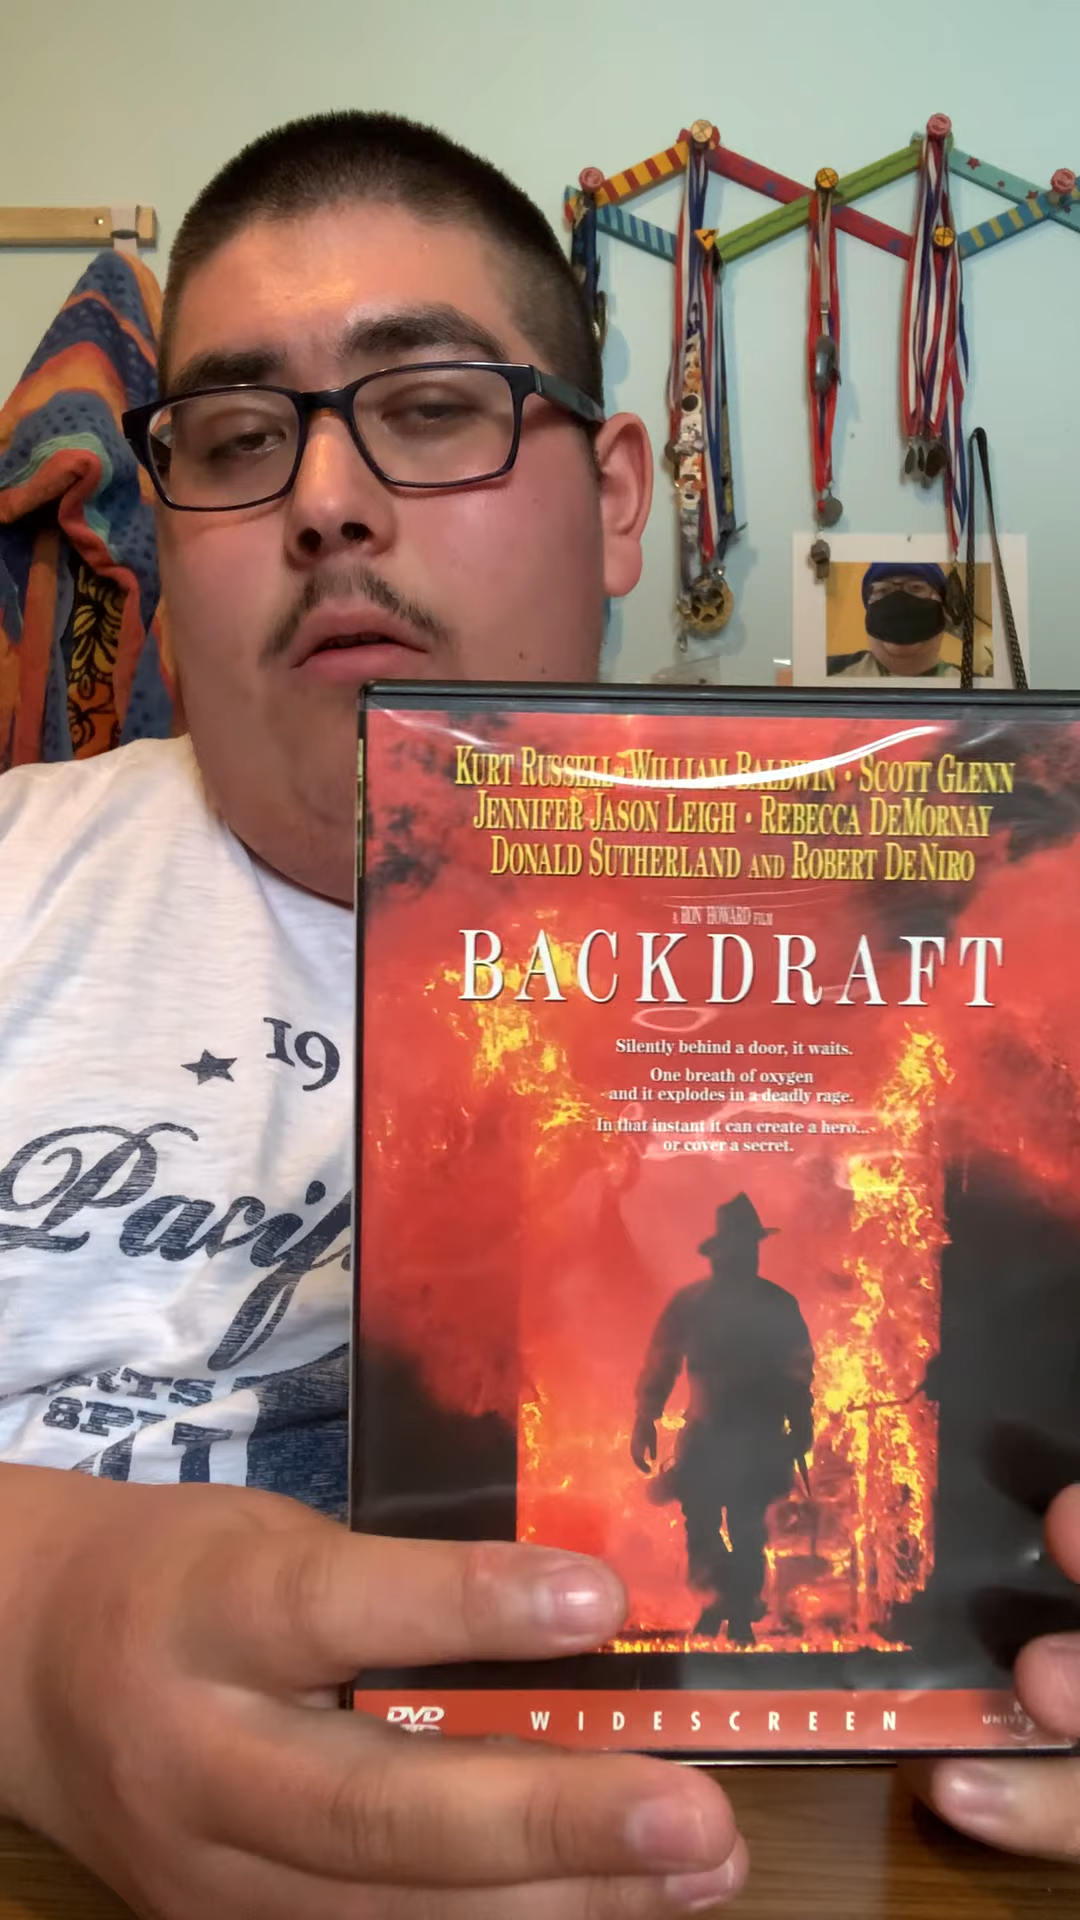 KURT RUSSELL • WILLIAM BALDWIN • SCOTT GLENN
JENNIFER JASON LEIGH • REBECCA DEMORNAY
DONALD SUTHERLAND AND ROBERT DE NIRO
A RON HOWARD FILM
BACKDRAFT
Silently behind a door, it waits.
One breath of oxygen
and it explodes in a deadly rage.
In that instant it can create a hero...
or cover a secret.
DVD
WIDESCREEN
19